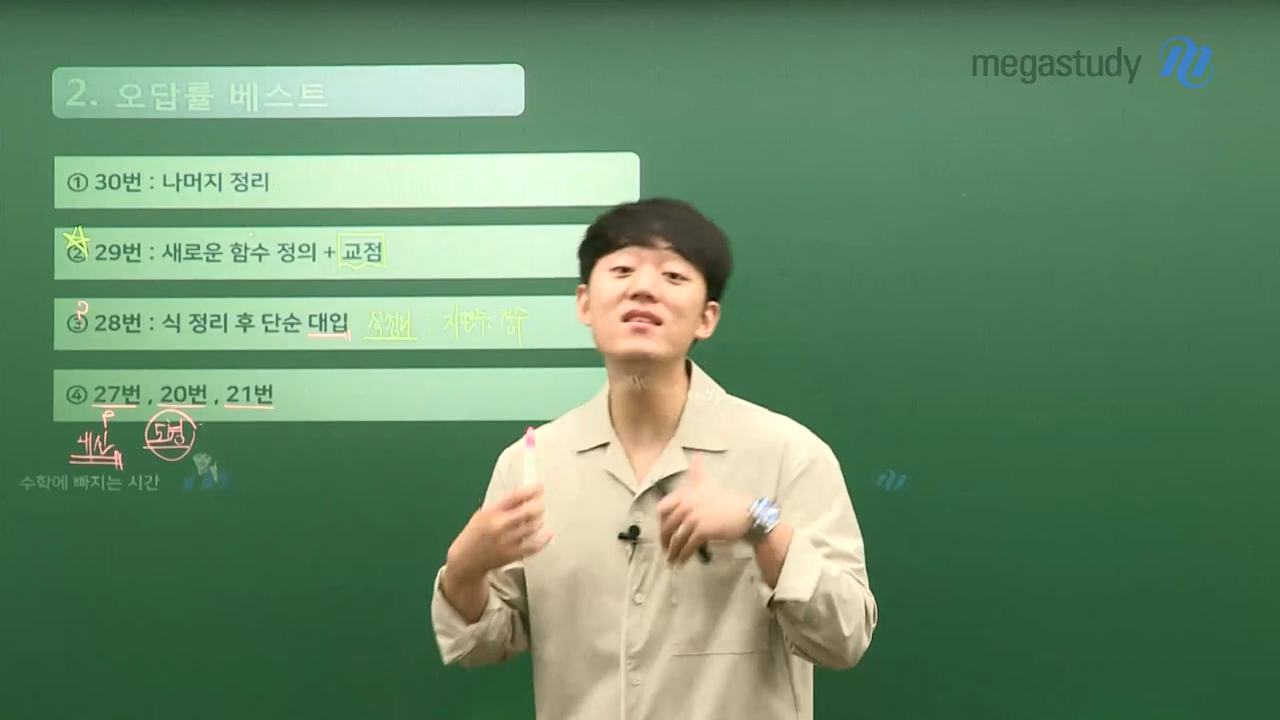 megastudy
2. 오답률 베스트
① 30번 : 나머지 정리
② 29번 : 새로운 함수 정의 + 교점
③ 28번 : 식 정리 후 단순 대입
④ 27번 , 20번 , 21번
내신 도형
수학에 빠지는 시간